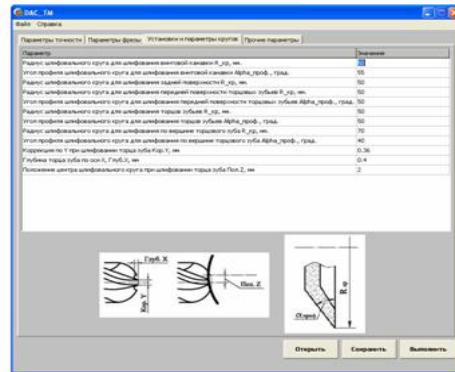 DAC_TM
Файл Справка
Параметры точности Параметры фрезы Установки и параметры кругов Прочие параметры
Параметр Значение
Радиус шлифовального круга для шлифования винтовой канавки R_кр, мм.
Угол профиля шлифовального круга для шлифования винтовой канавки Alpha_проф., град. 55
Радиус шлифовального круга для шлифования задней поверхности R_кр, мм. 50
Радиус шлифовального круга для шлифования передней поверхности торцовых зубьев R_кр, мм. 50
Угол профиля шлифовального круга для шлифования передней поверхности торцовых зубьев Alpha_проф., град. 50
Радиус шлифовального круга для шлифования торцов зубьев R_кр, мм. 50
Угол профиля шлифовального круга для шлифования торцов зубьев Alpha_проф., град. 50
Радиус шлифовального круга для шлифования по вершине торцового зуба R_кр, мм. 70
Угол профиля шлифовального круга для шлифования по вершине торцового зуба Alpha_проф., град. 40
Коррекция по Y при шлифовании торца зуба Кор.Y, мм 0.36
Глубина торца зуба по оси X, Глуб.X, мм 0.4
Положение центра шлифовального круга при шлифовании торца зуба Пол.Z, мм 2
Глуб. X
Кор. Y
Пол. Z
R кр
α проф
Открыть Сохранить Выполнить